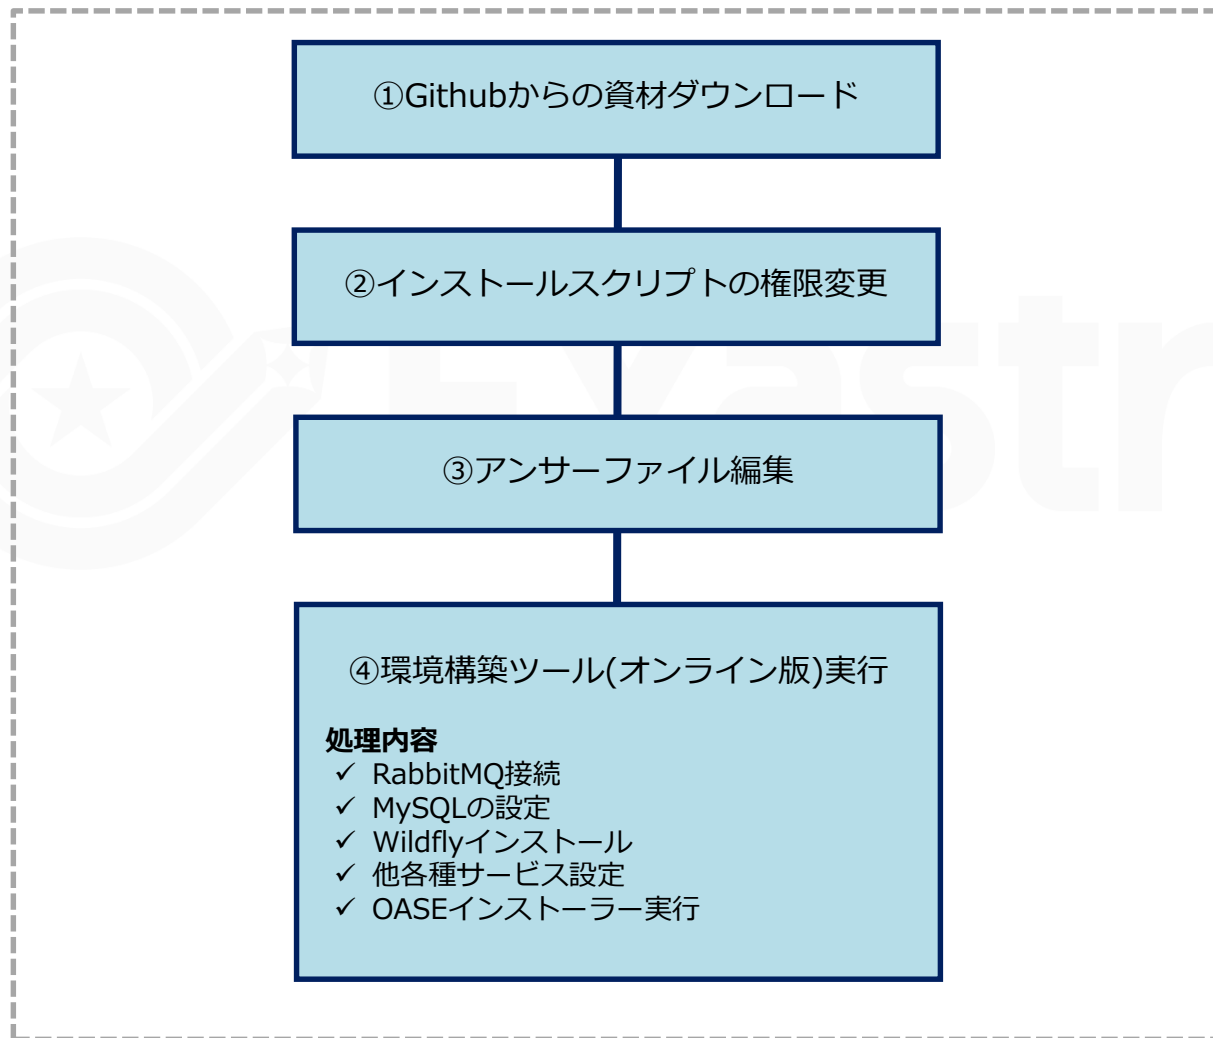 ①Githubからの資材ダウンロード
②インストールスクリプトの権限変更
③アンサーファイル編集
④環境構築ツール(オンライン版)実行
処理内容
✓ RabbitMQ接続
✓ MySQLの設定
✓ Wildflyインストール
✓ 他各種サービス設定
✓ OASEインストーラー実行